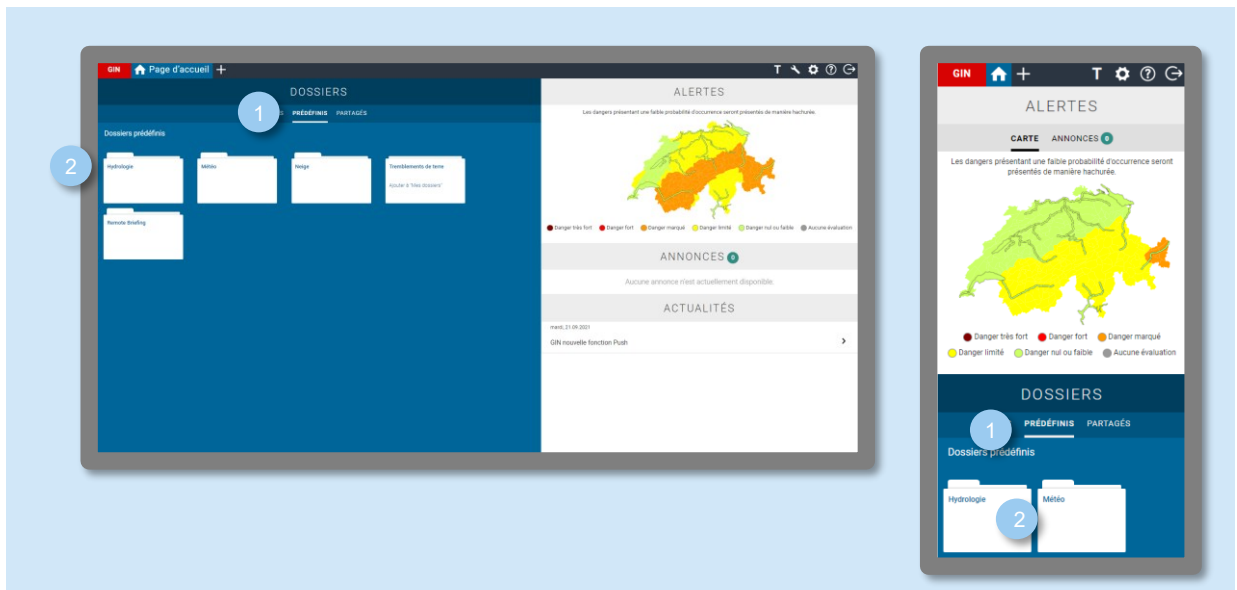 GIN Page d'accueil
T
DOSSIERS
1
PRÉDÉFINIS PARTAGÉS
Dossiers prédéfinis
2
Hydrologie Météo Neige Tremblements de terre
Ajouter à "Mes dossiers"
Remote Briefing
ALERTES
Les dangers présentant une faible probabilité d'occurrence seront présentés de manière hachurée.
Danger très fort Danger fort Danger marqué Danger limité Danger nul ou faible Aucune évaluation
ANNONCES 0
Aucune annonce n'est actuellement disponible.
ACTUALITÉS
mardi, 21.09.2021
GIN nouvelle fonction Push
GIN T
ALERTES
CARTE ANNONCES 0
Les dangers présentant une faible probabilité d'occurrence seront
présentés de manière hachurée.
Danger très fort Danger fort Danger marqué
Danger limité Danger nul ou faible Aucune évaluation
DOSSIERS
1
PRÉDÉFINIS PARTAGÉS
Dossiers prédéfinis
Hydrologie Météo
2